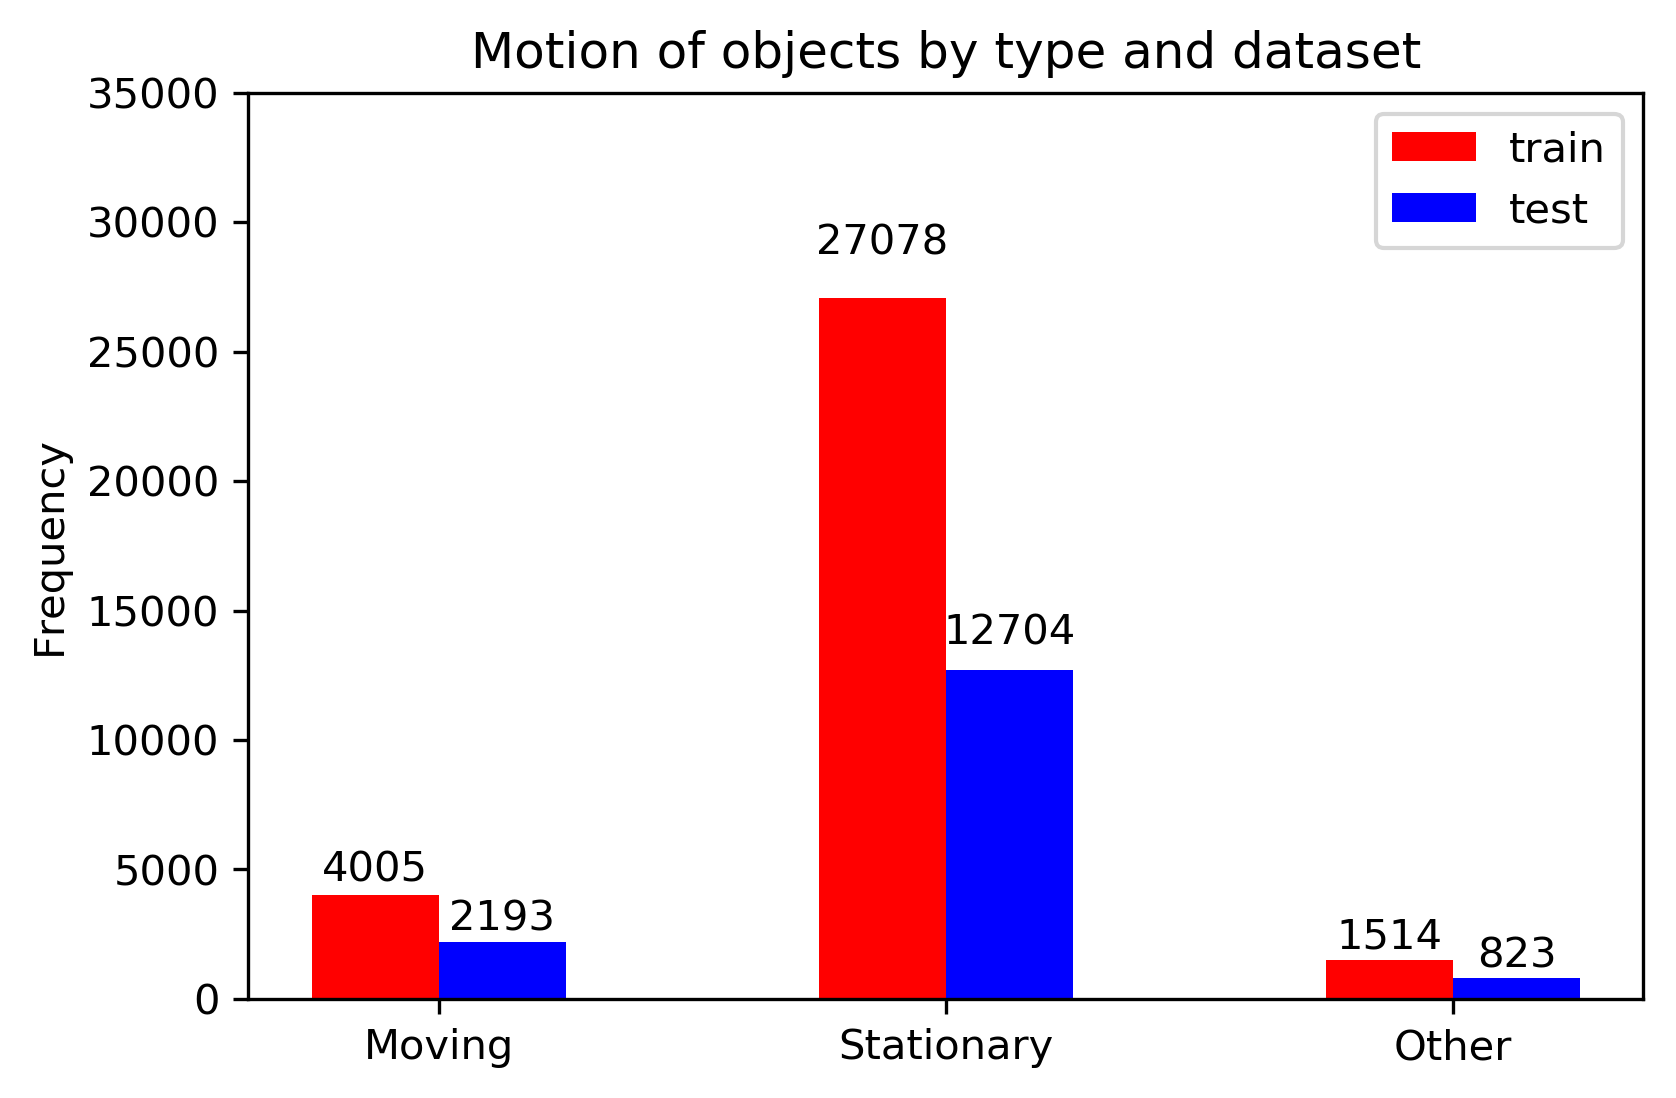 Motion of objects by type and dataset
35000
30000
25000
20000
15000
10000
5000
0
Frequency
train
test
4005
2193
27078
12704
1514
823
Moving
Stationary
Other